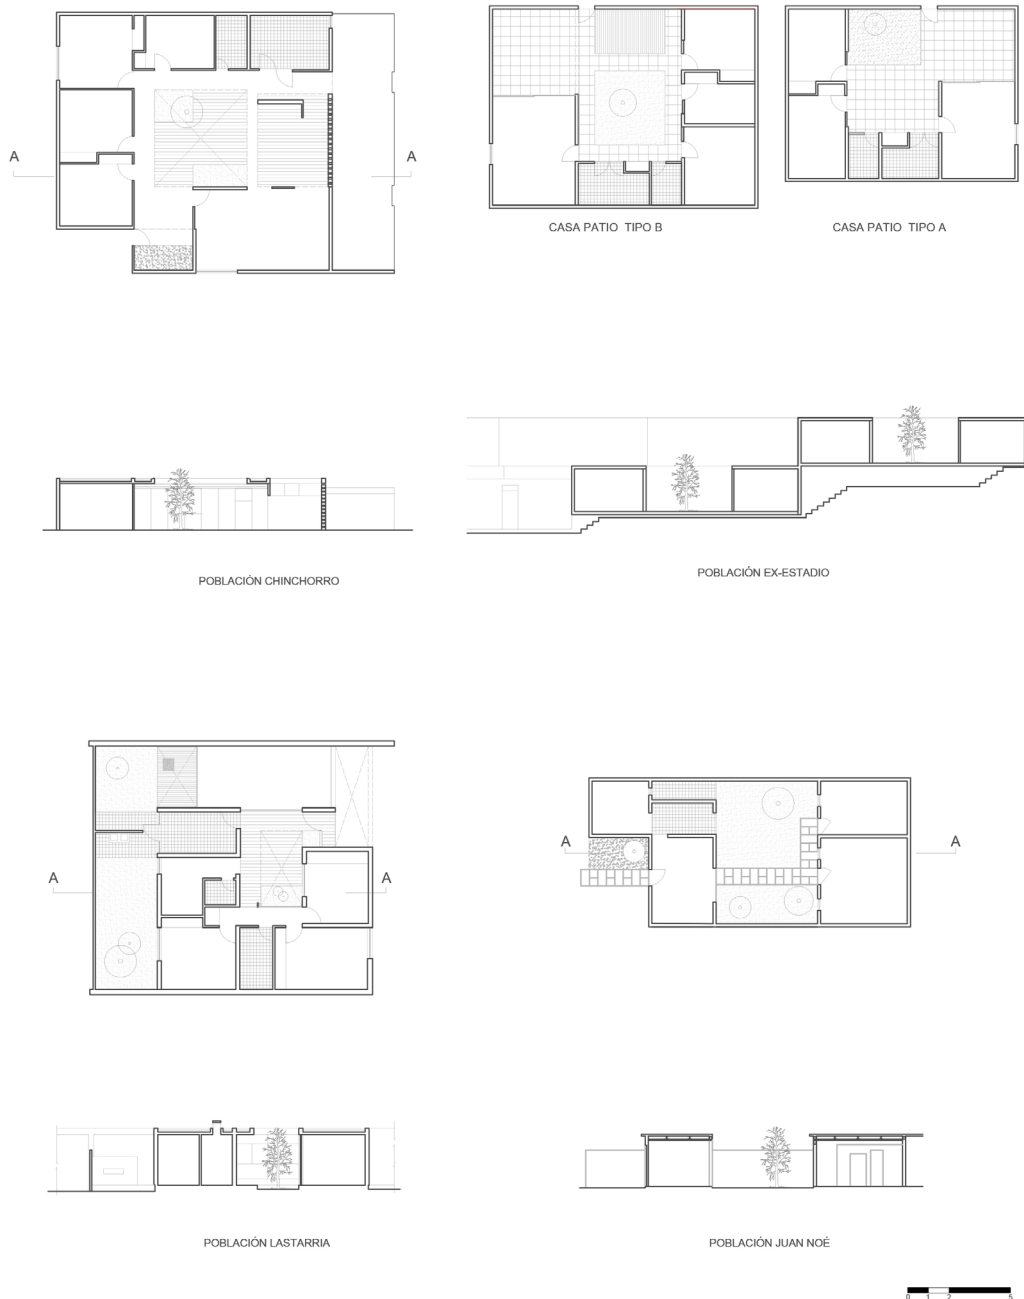 A
A
CASA PATIO TIPO B
CASA PATIO TIPO A
POBLACIÓN CHINCHORRO
POBLACIÓN EX-ESTADIO
A
A
A
A
POBLACIÓN LASTARRIA
POBLACIÓN JUAN NOÉ
0 1 2 5